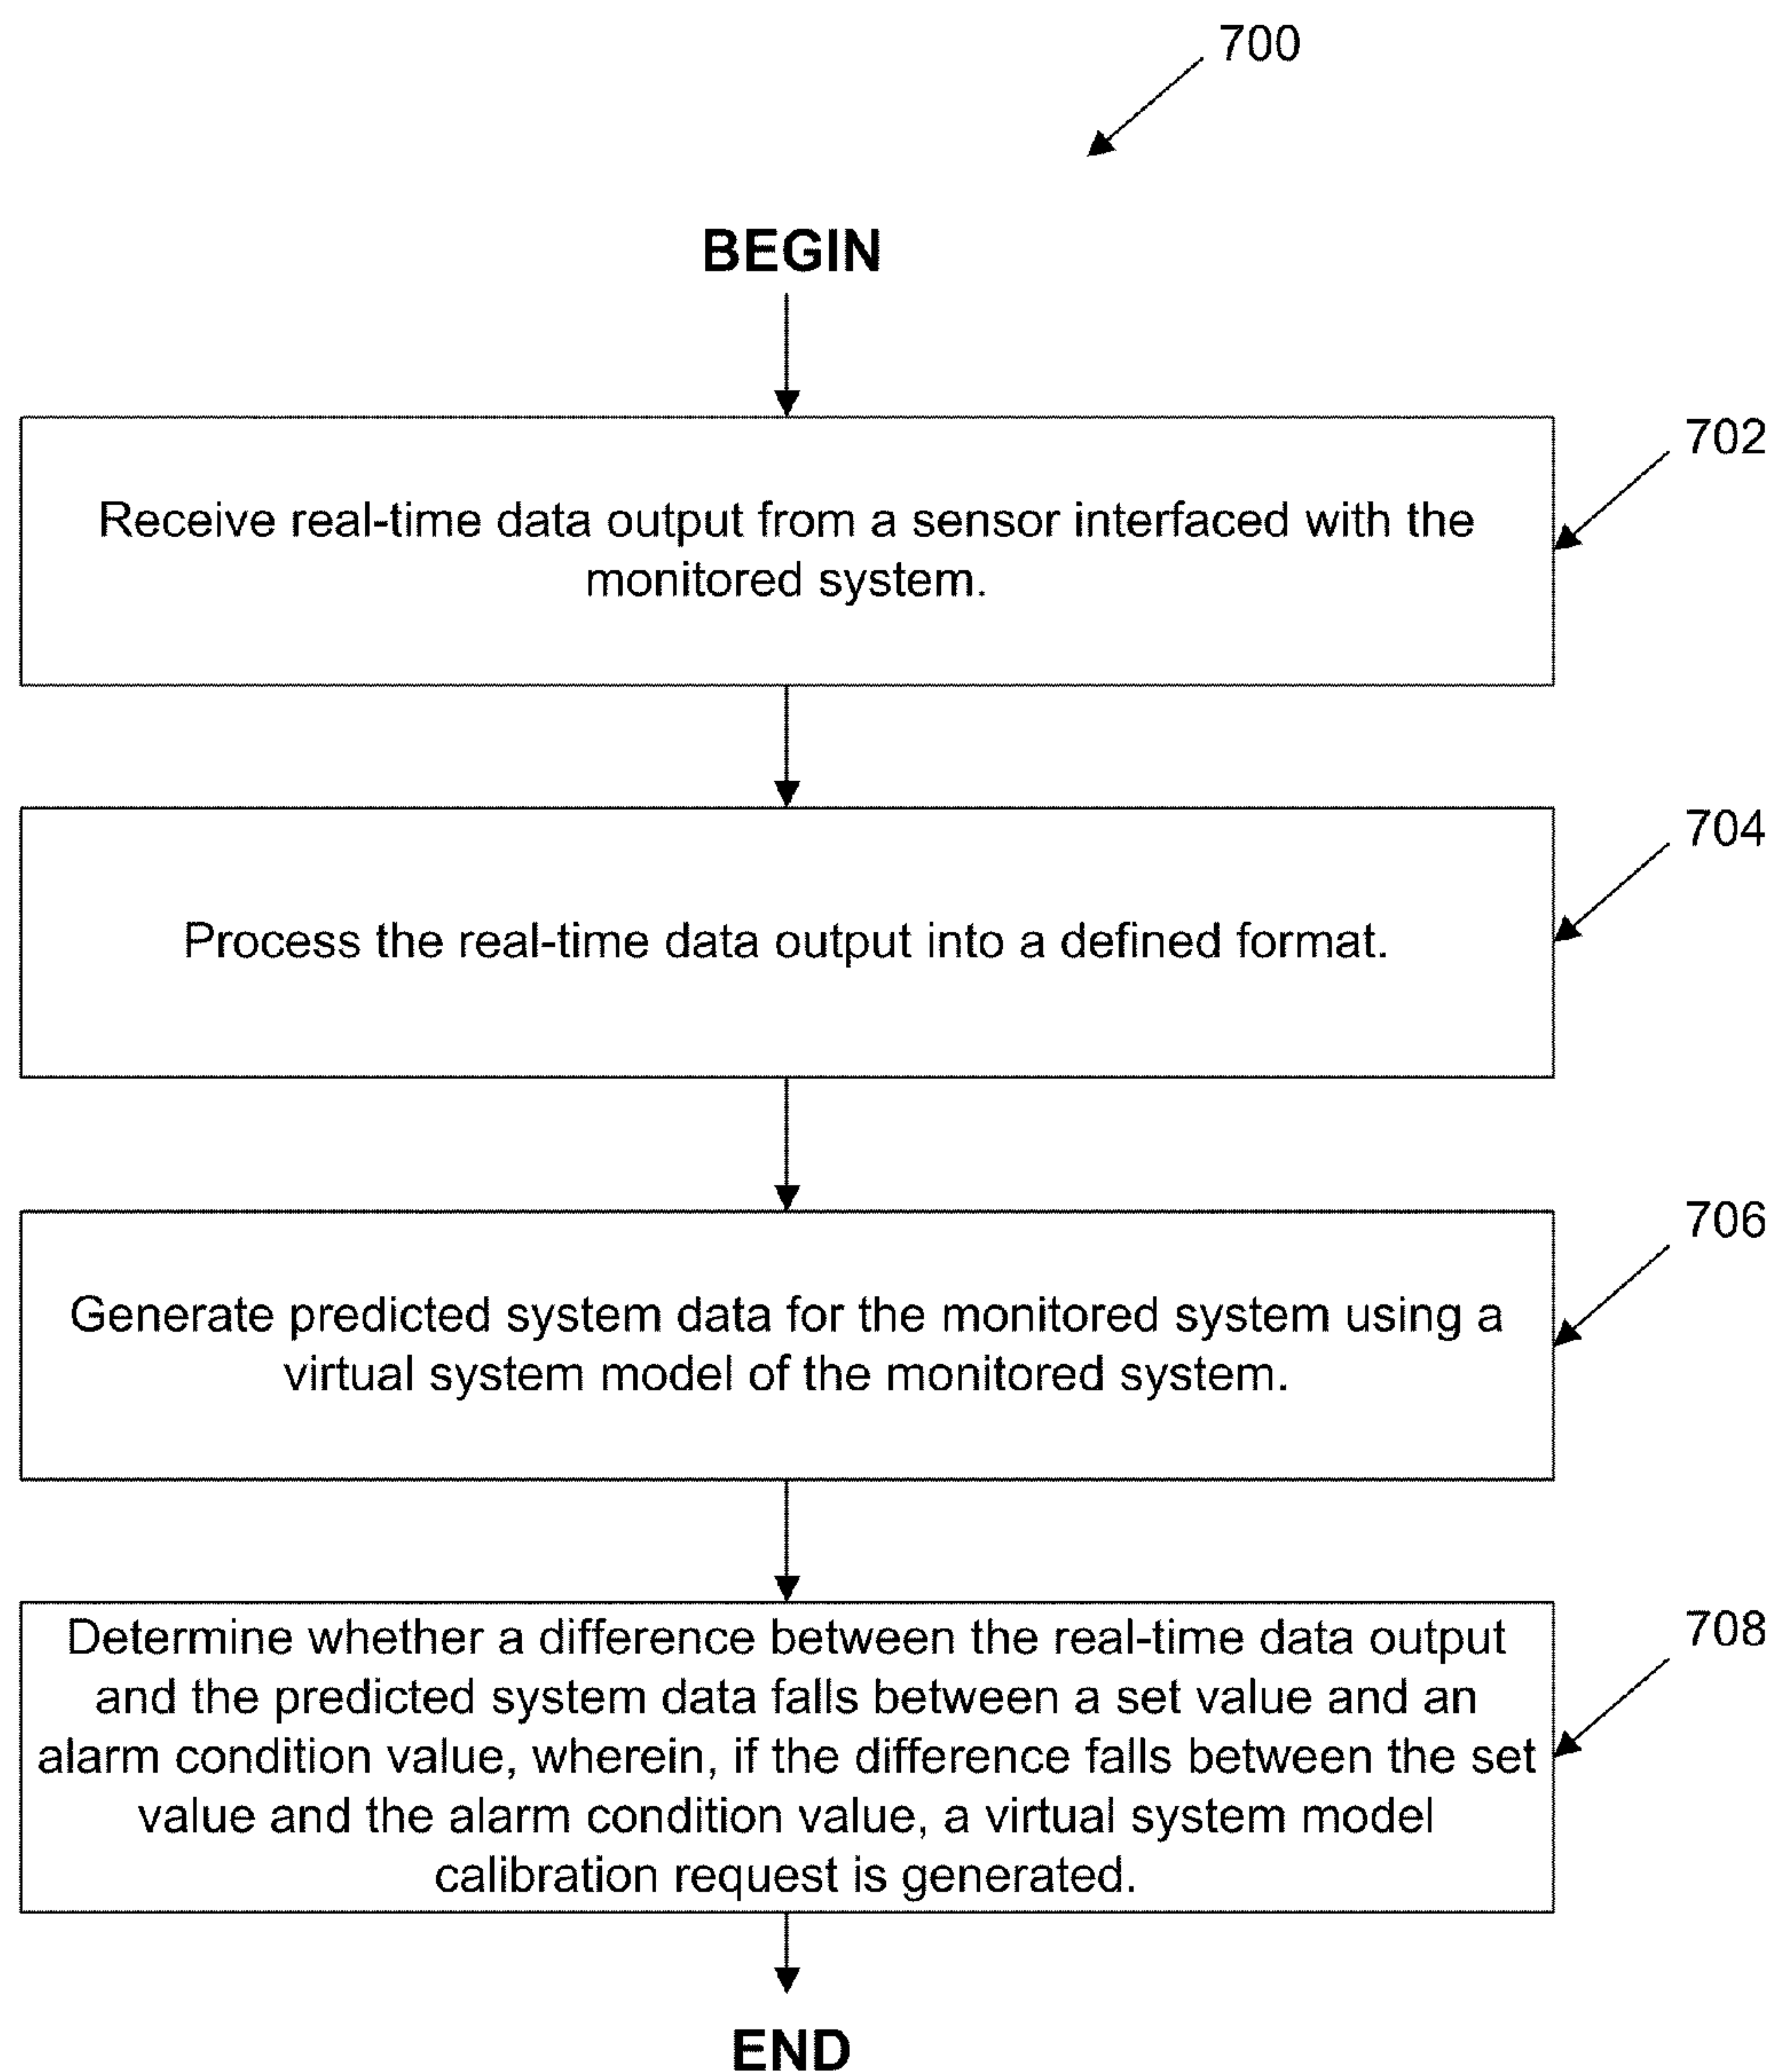 700
BEGIN
702
Receive real-time data output from a sensor interfaced with the
monitored system.
704
Process the real-time data output into a defined format.
706
Generate predicted system data for the monitored system using a
virtual system model of the monitored system.
708
Determine whether a difference between the real-time data output
and the predicted system data falls between a set value and an
alarm condition value, wherein, if the difference falls between the set
value and the alarm condition value, a virtual system model
calibration request is generated.
END